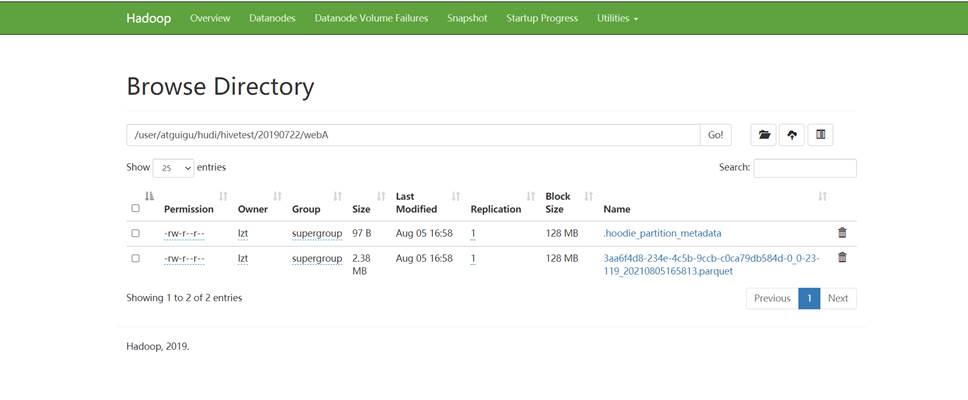 Hadoop Overview Datanodes Datanode Volume Failures Snapshot Startup Progress Utilities
Browse Directory
/user/atguigu/hudi/hivetest/20190722/webA Go!
Show 25 entries Search:
Permission Owner Group Size Last Modified Replication Block Size Name
-rw-r--r-- lzt supergroup 97 B Aug 05 16:58 1 128 MB .hoodie_partition_metadata
-rw-r--r-- lzt supergroup 2.38 MB Aug 05 16:58 1 128 MB 3aa6f4d8-234e-4c5b-9ccb-c0ca79db584d-0_0-23-119_20210805165813.parquet
Showing 1 to 2 of 2 entries Previous 1 Next
Hadoop, 2019.